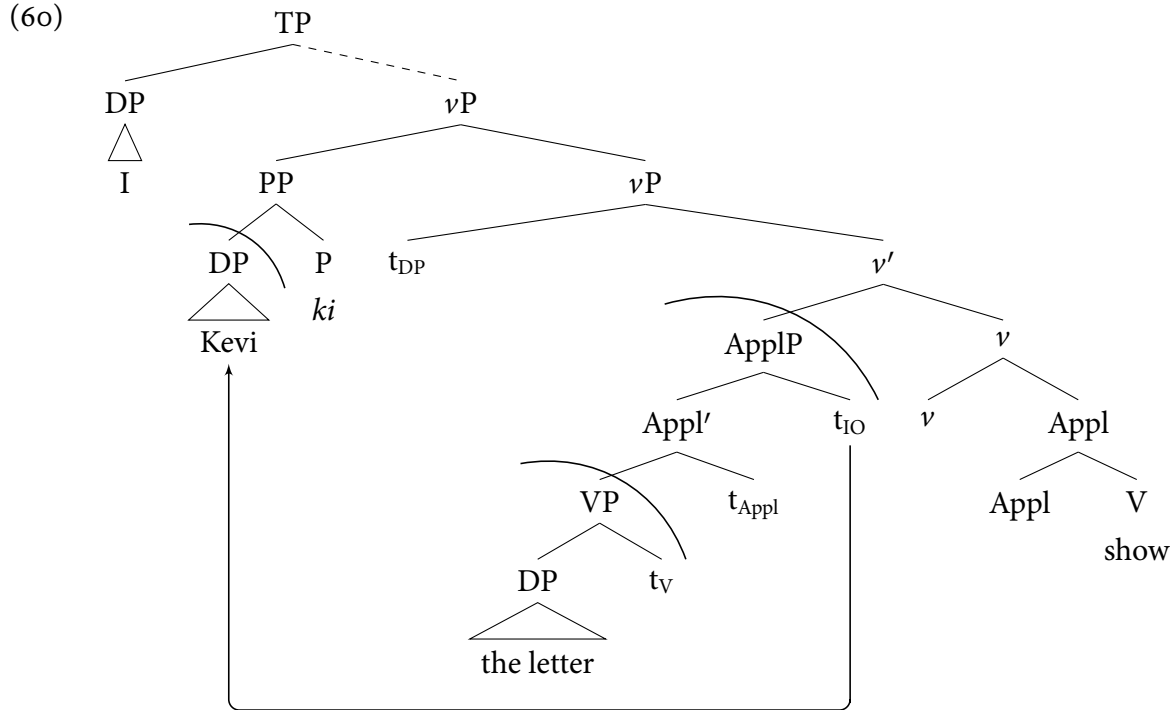 (60)
TP
DP vP
I PP vP
DP P t_DP v′
Kevi ki ApplP v
Appl′ t_IO v Appl
VP t_Appl Appl V
show
DP t_V
the letter